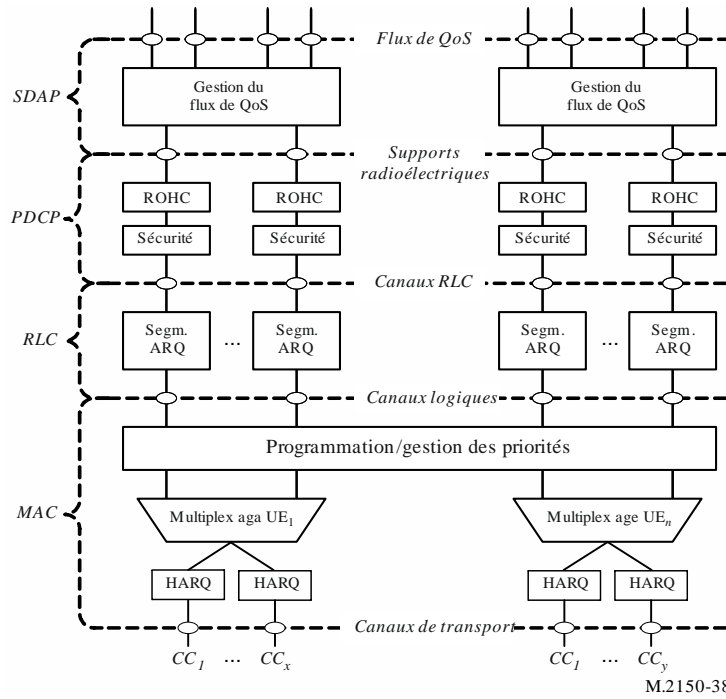 Flux de QoS
SDAP
Gestion du
flux de QoS
Gestion du
flux de QoS
Supports
radioélectriques
PDCP
ROHC
ROHC
ROHC
ROHC
Sécurité
Sécurité
Sécurité
Sécurité
Canaux RLC
RLC
Segm.
ARQ
...
Segm.
ARQ
Segm.
ARQ
...
Segm.
ARQ
Canaux logiques
MAC
Programmation/gestion des priorités
Multiplex aga UE1
Multiplex age UEn
HARQ
HARQ
HARQ
HARQ
Canaux de transport
CC1 ... CCx
CC1 ... CCy
M.2150-38